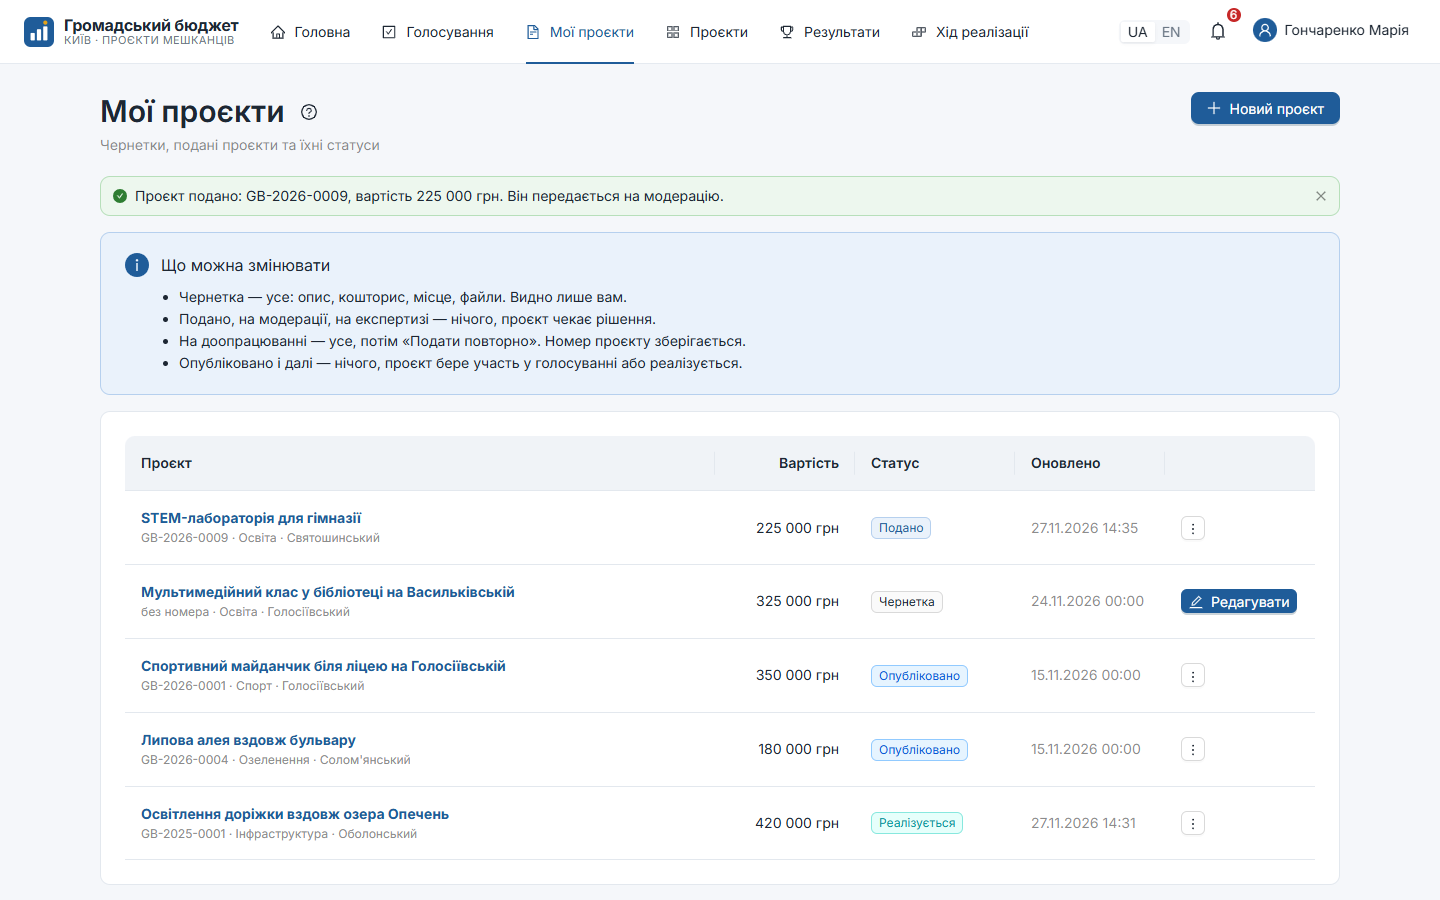 Громадський бюджет
КИЇВ · ПРОЄКТИ МЕШКАНЦІВ
Головна
Голосування
Мої проєкти
Проєкти
Результати
Хід реалізації
UA EN
6
Гончаренко Марія
Мої проєкти
Новий проєкт
Чернетки, подані проєкти та їхні статуси
Проєкт подано: GB-2026-0009, вартість 225 000 грн. Він передається на модерацію.
Що можна змінювати
• Чернетка — усе: опис, кошторис, місце, файли. Видно лише вам.
• Подано, на модерації, на експертизі — нічого, проєкт чекає рішення.
• На доопрацюванні — усе, потім «Подати повторно». Номер проєкту зберігається.
• Опубліковано і далі — нічого, проєкт бере участь у голосуванні або реалізується.
Проєкт Вартість Статус Оновлено
STEM-лабораторія для гімназії
GB-2026-0009 · Освіта · Святошинський
225 000 грн Подано 27.11.2026 14:35
Мультимедійний клас у бібліотеці на Васильківській
без номера · Освіта · Голосіївський
325 000 грн Чернетка 24.11.2026 00:00 Редагувати
Спортивний майданчик біля ліцею на Голосіївській
GB-2026-0001 · Спорт · Голосіївський
350 000 грн Опубліковано 15.11.2026 00:00
Липова алея вздовж бульвару
GB-2026-0004 · Озеленення · Солом'янський
180 000 грн Опубліковано 15.11.2026 00:00
Освітлення доріжки вздовж озера Опечень
GB-2025-0001 · Інфраструктура · Оболонський
420 000 грн Реалізується 27.11.2026 14:31